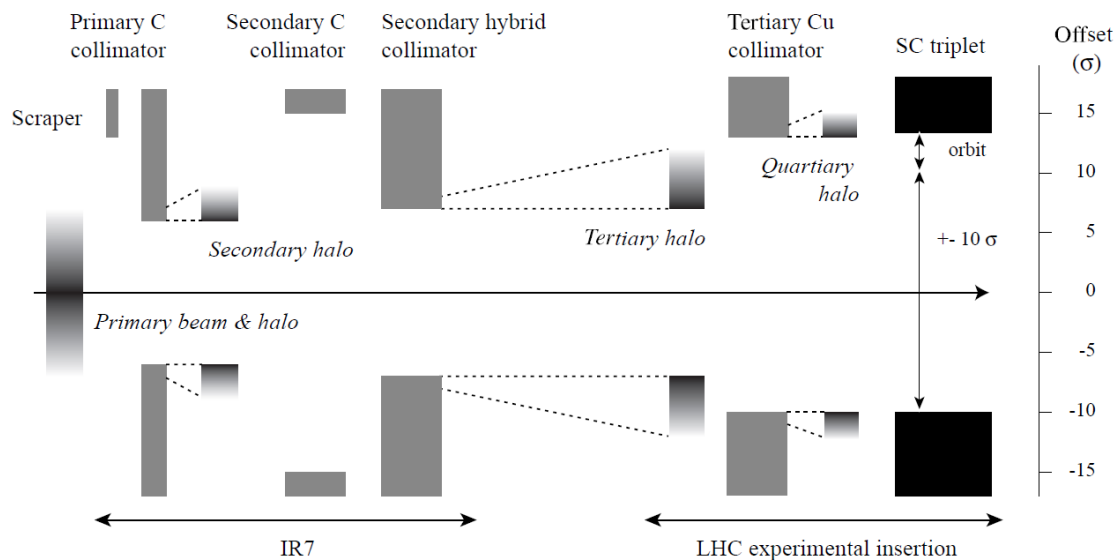 Primary C
collimator
Secondary C
collimator
Secondary hybrid
collimator
Tertiary Cu
collimator
SC triplet
Offset
(σ)
Scraper
15
orbit
10
Quartiary
halo
5
Secondary halo
Tertiary halo
+- 10 σ
0
Primary beam & halo
-5
-10
-15
IR7
LHC experimental insertion